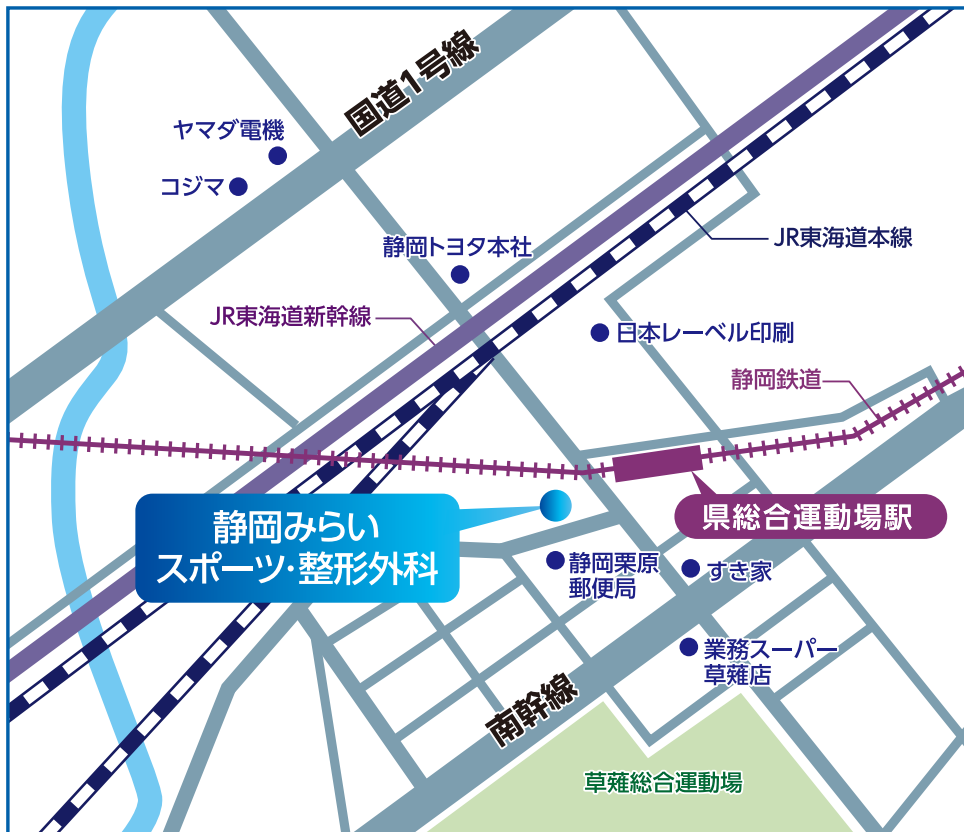 国道1号線
ヤマダ電機
コジマ
静岡トヨタ本社
JR東海道本線
JR東海道新幹線
日本レーベル印刷
静岡鉄道
静岡みらい
スポーツ・整形外科
県総合運動場駅
静岡栗原
郵便局
すき家
業務スーパー
草薙店
南幹線
草薙総合運動場